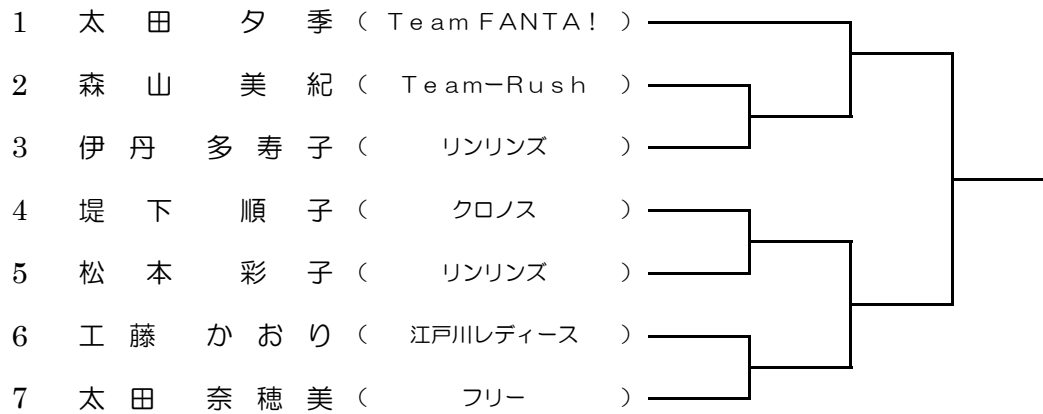 1 太田 夕季 （ Team FANTA! ）
2 森山 美紀 （ Team-Rush ）
3 伊丹 多寿子 （ リンリンズ ）
4 堤下 順子 （ クロノス ）
5 松本 彩子 （ リンリンズ ）
6 工藤 かおり （ 江戸川レディース ）
7 太田 奈穂美 （ フリー ）